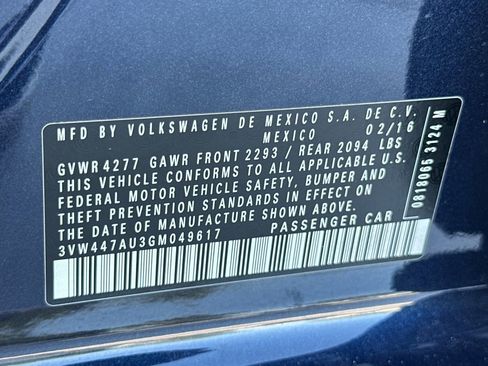 MFD BY VOLKSWAGEN DE MEXICO S.A. DE C.V.
MEXICO 02/16
GVWR 4277 GAWR FRONT 2293 / REAR 2094 LBS
THIS VEHICLE CONFORMS TO ALL APPLICABLE U.S.
FEDERAL MOTOR VEHICLE SAFETY, BUMPER AND
THEFT PREVENTION STANDARDS IN EFFECT ON
THE DATE OF MANUFACTURE SHOWN ABOVE.
3VW447AU3GM049617 PASSENGER CAR
0818065 3124 M